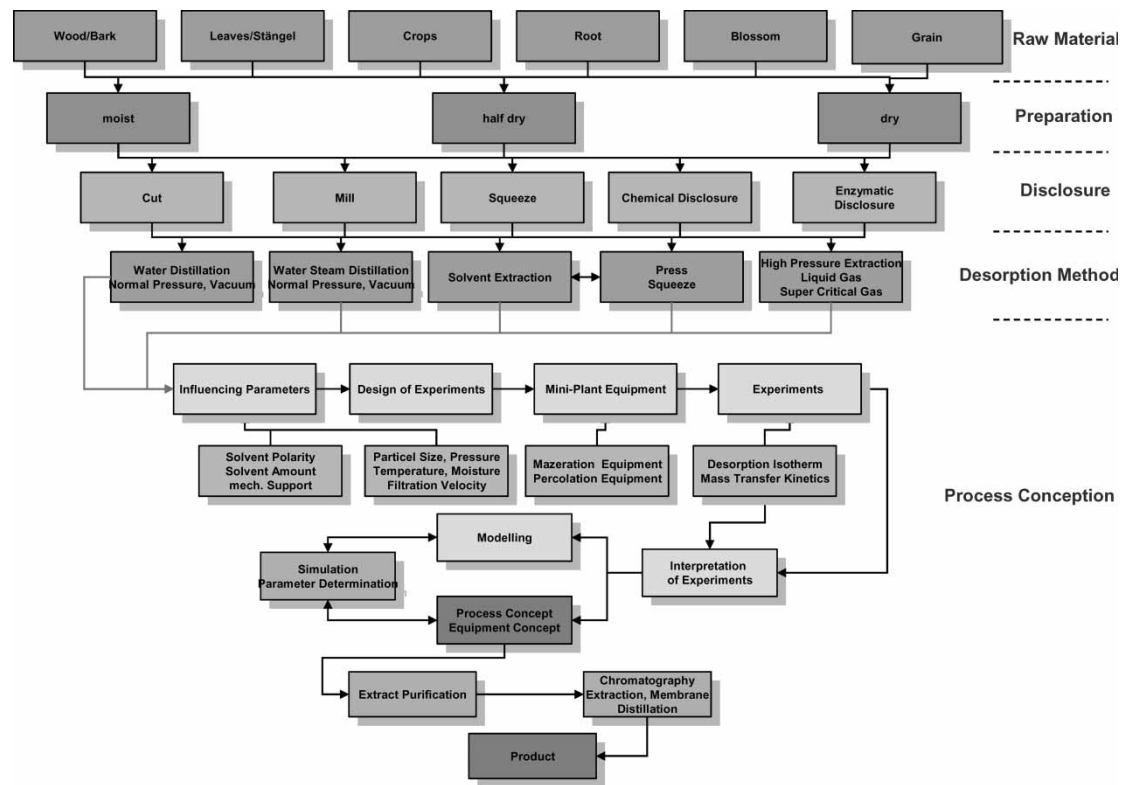 Wood/Bark
Leaves/Stängel
Crops
Root
Blossom
Grain
Raw Material
moist
half dry
dry
Preparation
Cut
Mill
Squeeze
Chemical Disclosure
Enzymatic
Disclosure
Disclosure
Water Distillation
Normal Pressure, Vacuum
Water Steam Distillation
Normal Pressure, Vacuum
Solvent Extraction
Press
Squeeze
High Pressure Extraction
Liquid Gas
Super Critical Gas
Desorption Method
Influencing Parameters
Design of Experiments
Mini-Plant Equipment
Experiments
Solvent Polarity
Solvent Amount
mech. Support
Particel Size, Pressure
Temperature, Moisture
Filtration Velocity
Mazeration Equipment
Percolation Equipment
Desorption Isotherm
Mass Transfer Kinetics
Process Conception
Modelling
Simulation
Parameter Determination
Interpretation
of Experiments
Process Concept
Equipment Concept
Extract Purification
Chromatography
Extraction, Membrane
Distillation
Product